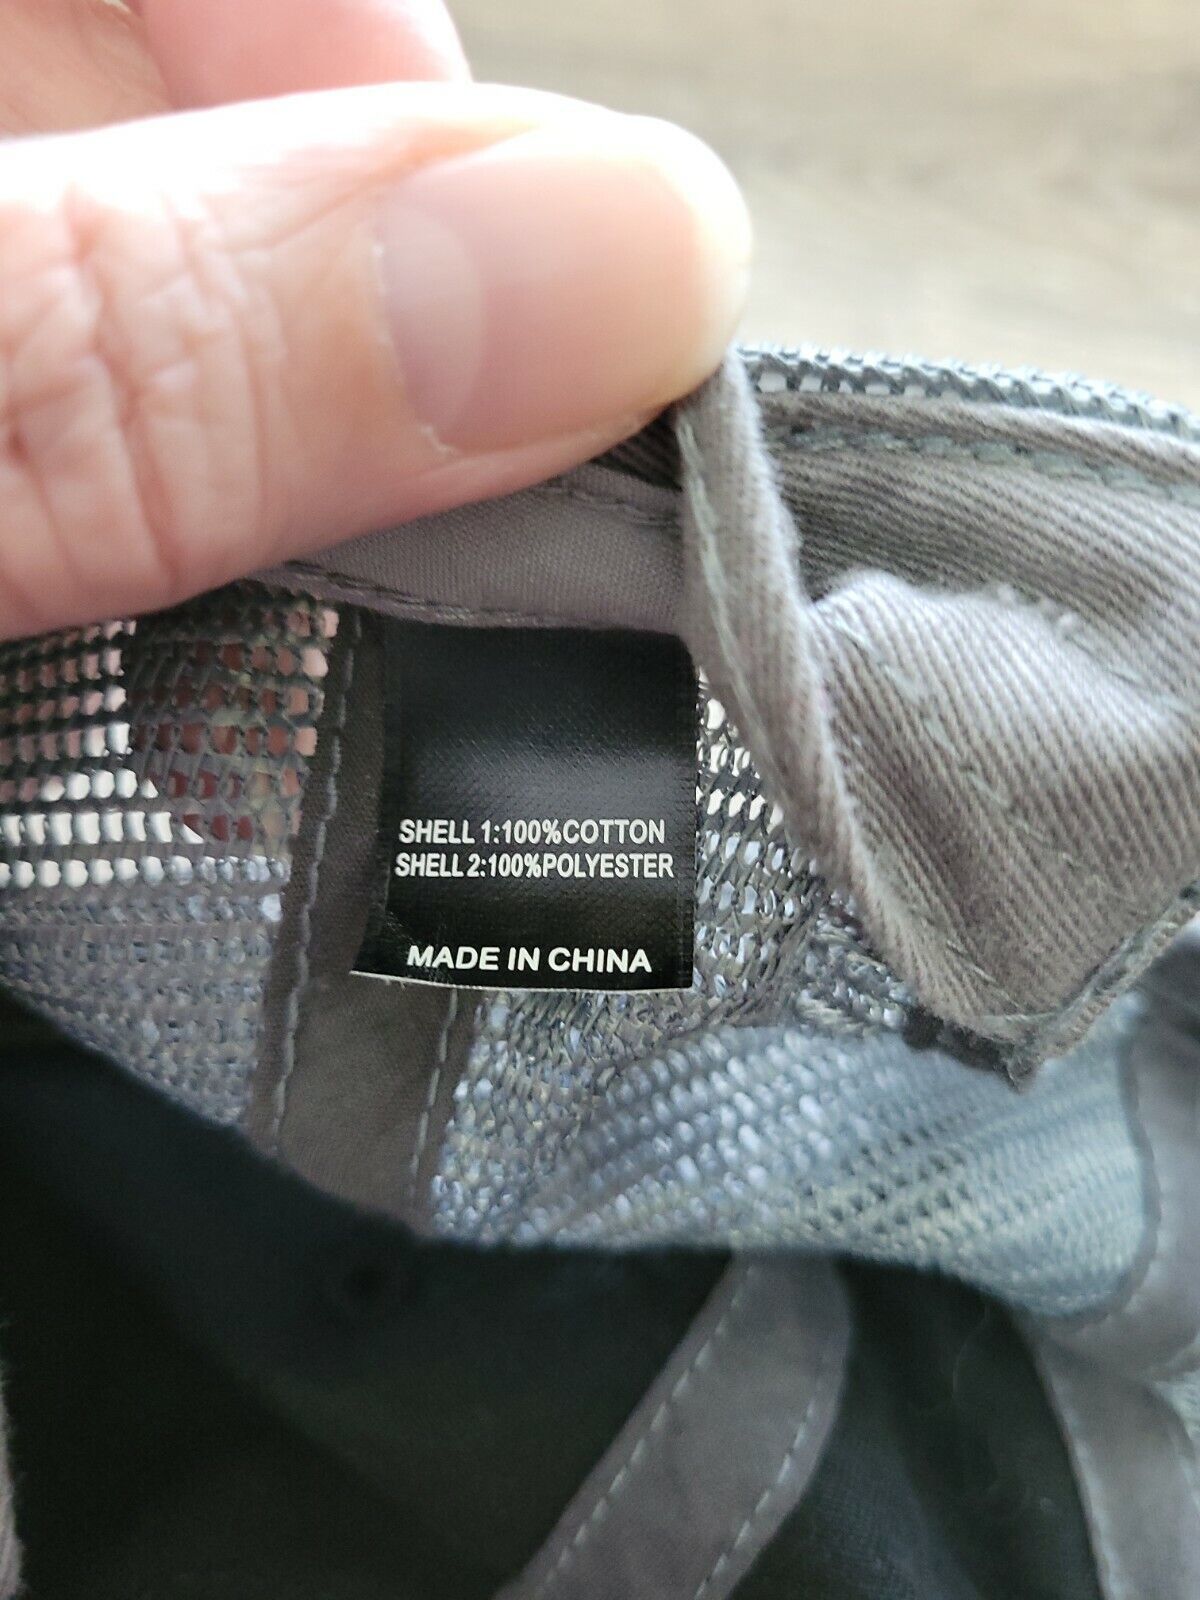 SHELL 1:100%COTTON
SHELL 2:100%POLYESTER
MADE IN CHINA